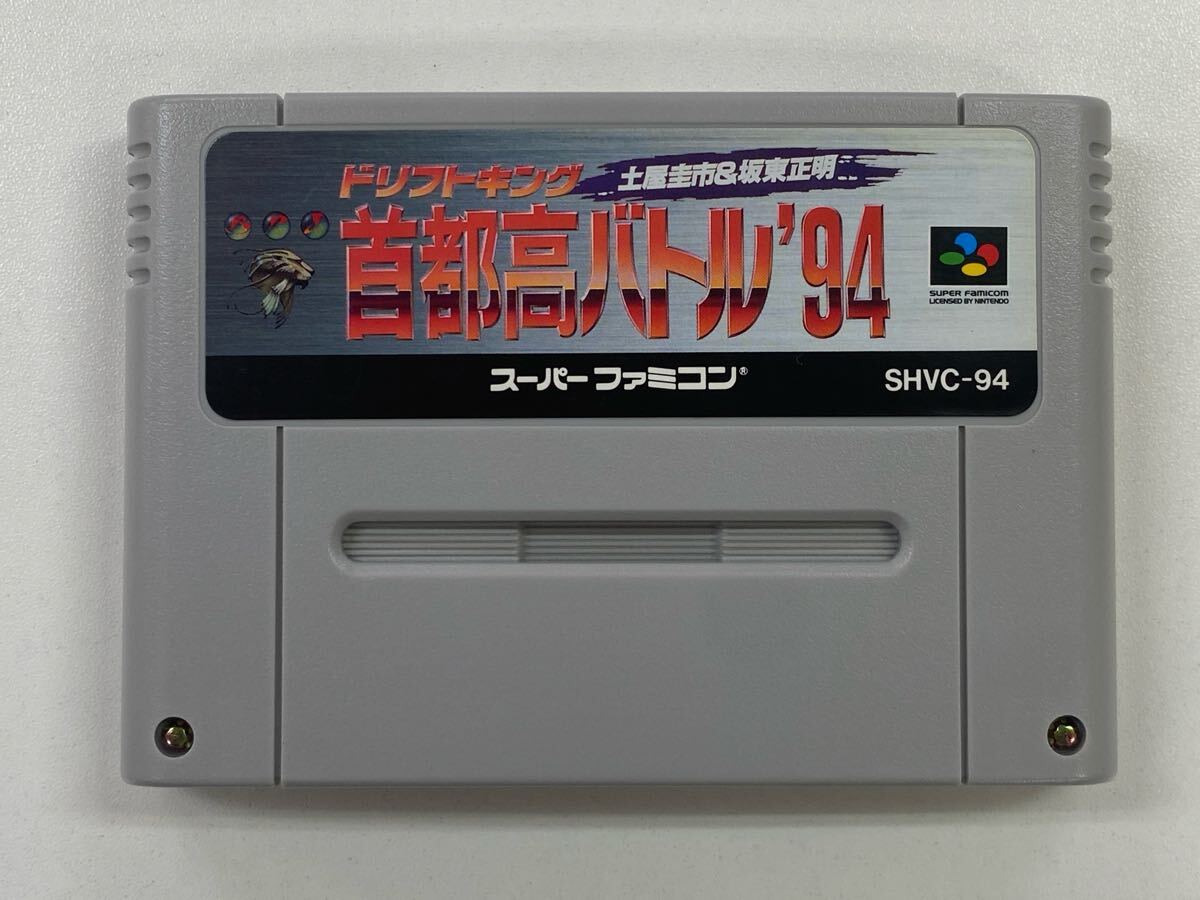 ドリフトキング 土屋圭市&坂東正明
首都高バトル'94
SUPER FAMICOM
LICENSED BY NINTENDO
スーパーファミコン® SHVC-94